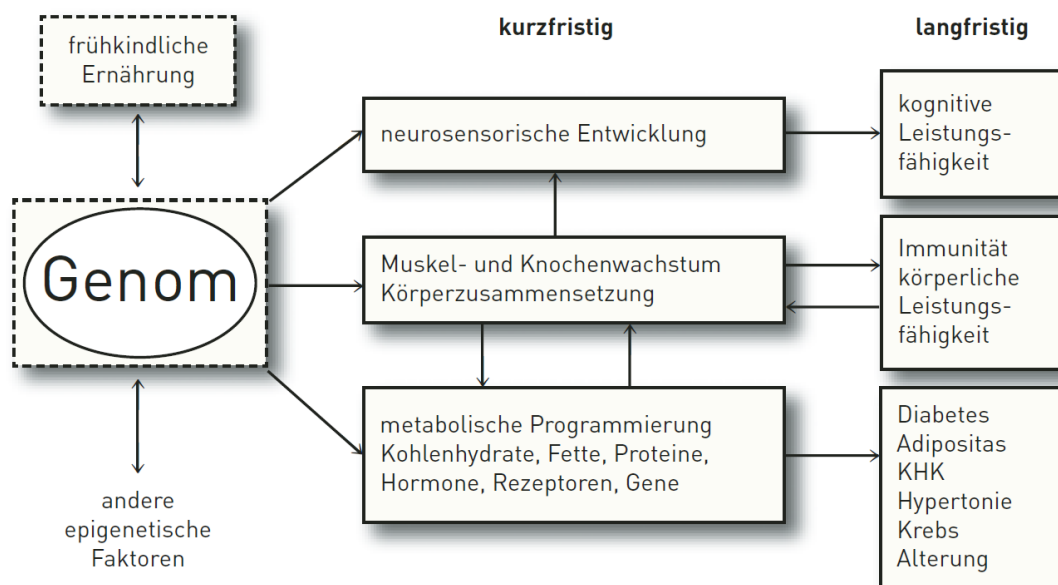 frühkindliche
Ernährung
Genom
andere
epigenetische
Faktoren
kurzfristig
neurosensorische Entwicklung
Muskel- und Knochenwachstum
Körperzusammensetzung
metabolische Programmierung
Kohlenhydrate, Fette, Proteine,
Hormone, Rezeptoren, Gene
langfristig
kognitive
Leistungs-
fähigkeit
Immunität
körperliche
Leistungs-
fähigkeit
Diabetes
Adipositas
KHK
Hypertonie
Krebs
Alterung